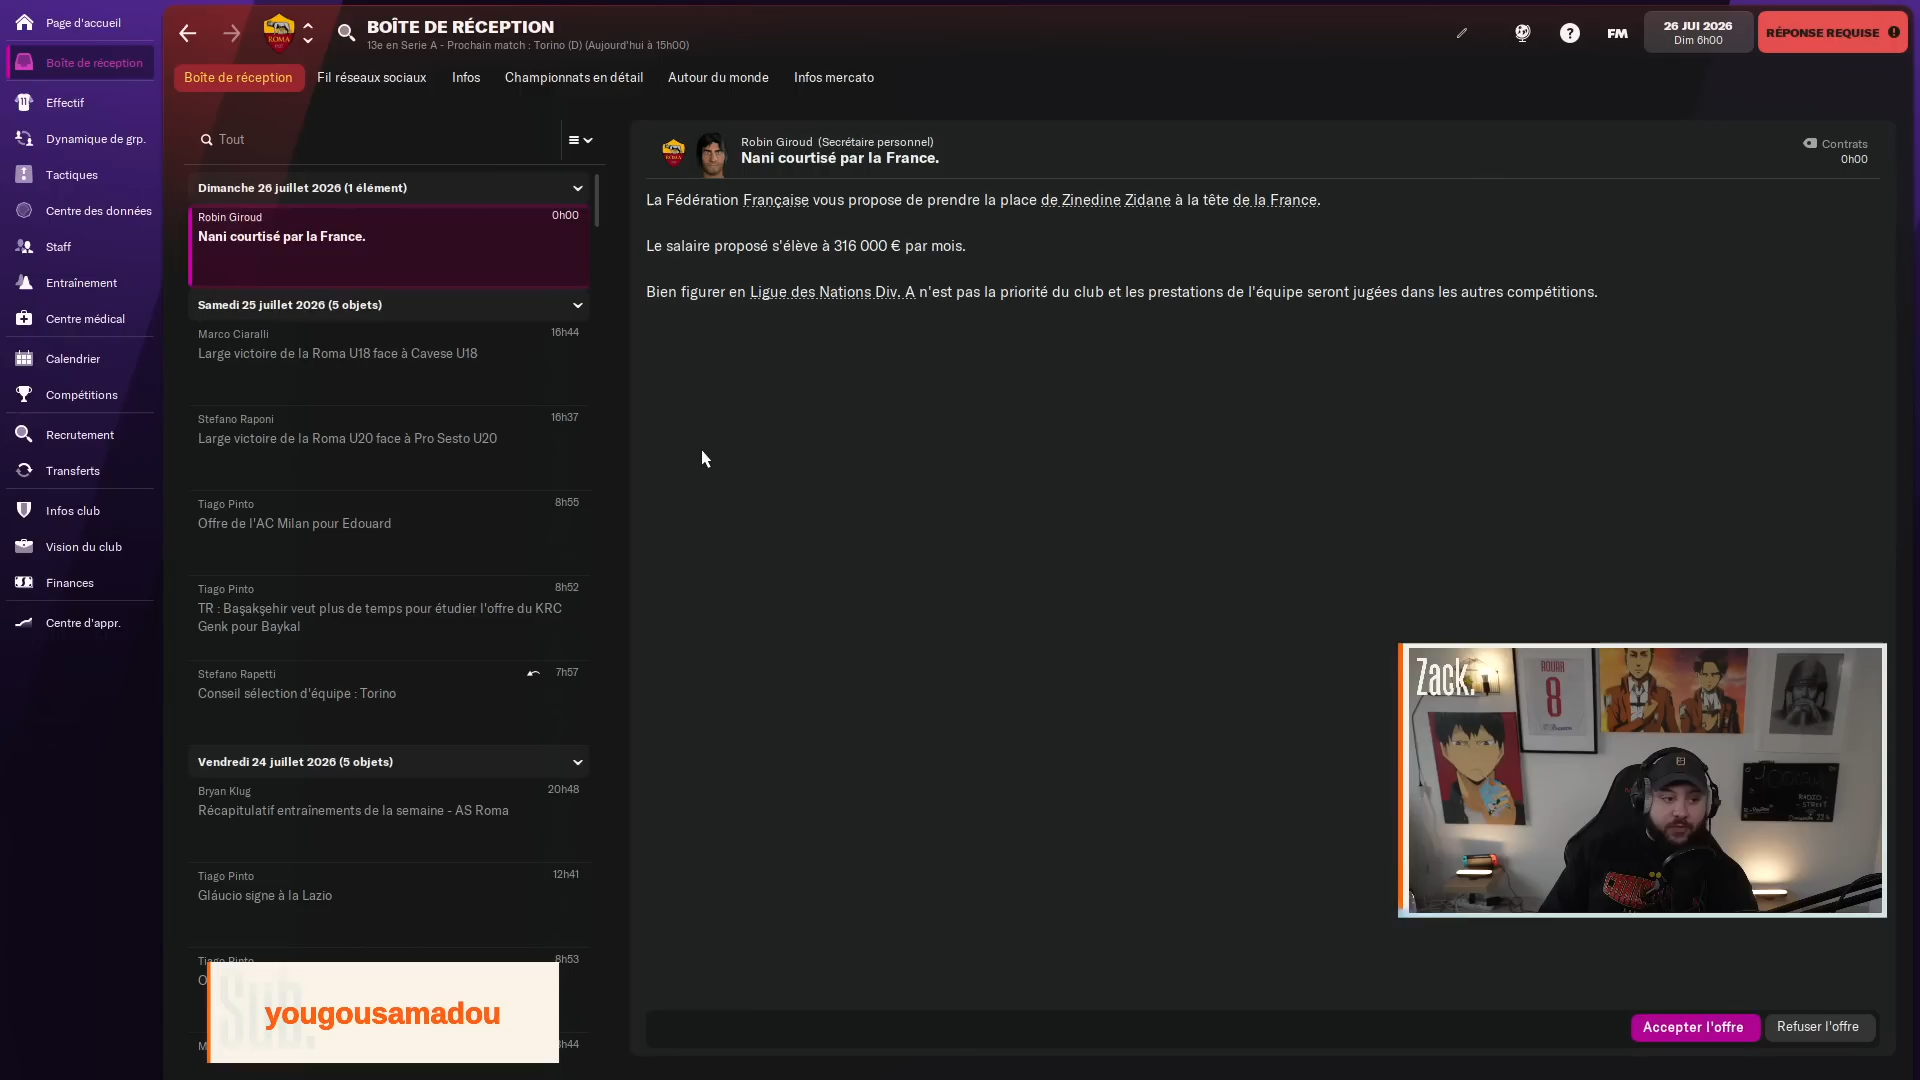 Page d'accueil
Boîte de réception
Effectif
Dynamique de grp.
Tactiques
Centre des données
Staff
Entraînement
Centre médical
Calendrier
Compétitions
Recrutement
Transferts
Infos club
Vision du club
Finances
Centre d'appr.
BOÎTE DE RÉCEPTION
13e en Serie A - Prochain match : Torino (D) (Aujourd'hui à 15h00)
FM
26 JUI 2026
Dim 6h00
RÉPONSE REQUISE
Boîte de réception
Fil réseaux sociaux
Infos
Championnats en détail
Autour du monde
Infos mercato
Tout
Dimanche 26 juillet 2026 (1 élément)
Robin Giroud 0h00
Nani courtisé par la France.
Samedi 25 juillet 2026 (5 objets)
Marco Ciaralli 16h44
Large victoire de la Roma U18 face à Cavese U18
Stefano Raponi 16h37
Large victoire de la Roma U20 face à Pro Sesto U20
Tiago Pinto 8h55
Offre de l'AC Milan pour Edouard
Tiago Pinto 8h52
TR : Başakşehir veut plus de temps pour étudier l'offre du KRC
Genk pour Baykal
Stefano Rapetti 7h57
Conseil sélection d'équipe : Torino
Vendredi 24 juillet 2026 (5 objets)
Bryan Klug 20h48
Récapitulatif entraînements de la semaine - AS Roma
Tiago Pinto 12h41
Gláucio signe à la Lazio
Tiago Pinto 8h53
Sub.
yougousamadou
Robin Giroud (Secrétaire personnel)
Nani courtisé par la France.
Contrats
0h00
La Fédération Française vous propose de prendre la place de Zinedine Zidane à la tête de la France.
Le salaire proposé s'élève à 316 000 € par mois.
Bien figurer en Ligue des Nations Div. A n'est pas la priorité du club et les prestations de l'équipe seront jugées dans les autres compétitions.
Zack.
8
Accepter l'offre
Refuser l'offre